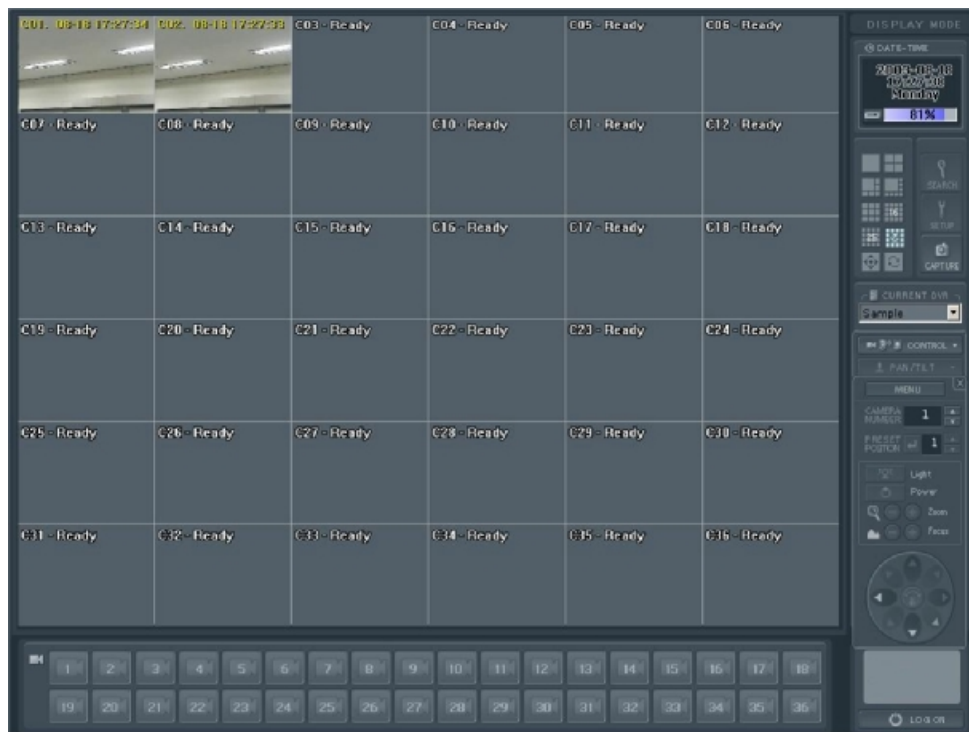 C01. 08-18 17:27:34
C02. 08-18 17:27:33
C03 - Ready
C04 - Ready
C05 - Ready
C06 - Ready
C07 - Ready
C08 - Ready
C09 - Ready
C10 - Ready
C11 - Ready
C12 - Ready
C13 - Ready
C14 - Ready
C15 - Ready
C16 - Ready
C17 - Ready
C18 - Ready
C19 - Ready
C20 - Ready
C21 - Ready
C22 - Ready
C23 - Ready
C24 - Ready
C25 - Ready
C26 - Ready
C27 - Ready
C28 - Ready
C29 - Ready
C30 - Ready
C31 - Ready
C32 - Ready
C33 - Ready
C34 - Ready
C35 - Ready
C36 - Ready
DISPLAY MODE
DATE-TIME
2003-08-18
Monday
81%
SEARCH
16
SETUP
25
CAPTURE
CURRENT DVR
Sample
CONTROL
PAN/TILT
MENU
X
CAMERA NUMBER 1
PRESET POSITION 1
Light
Power
Zoom
Focus
1 2 3 4 5 6 7 8 9 10 11 12 13 14 15 16 17 18
19 20 21 22 23 24 25 26 27 28 29 30 31 32 33 34 35 36
LOG ON